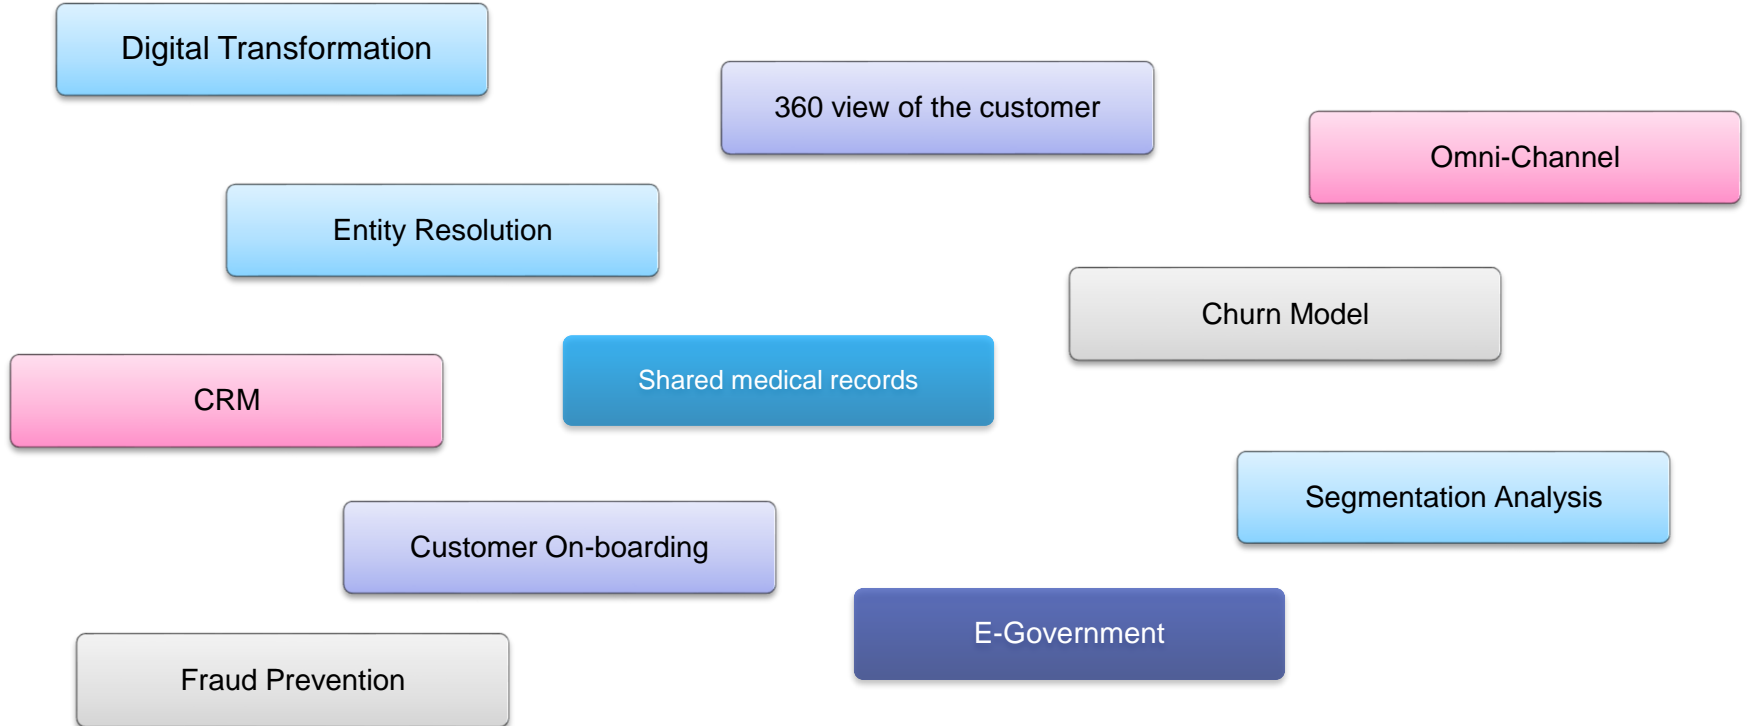 Digital Transformation
360 view of the customer
Omni-Channel
Entity Resolution
Churn Model
Shared medical records
CRM
Segmentation Analysis
Customer On-boarding
E-Government
Fraud Prevention